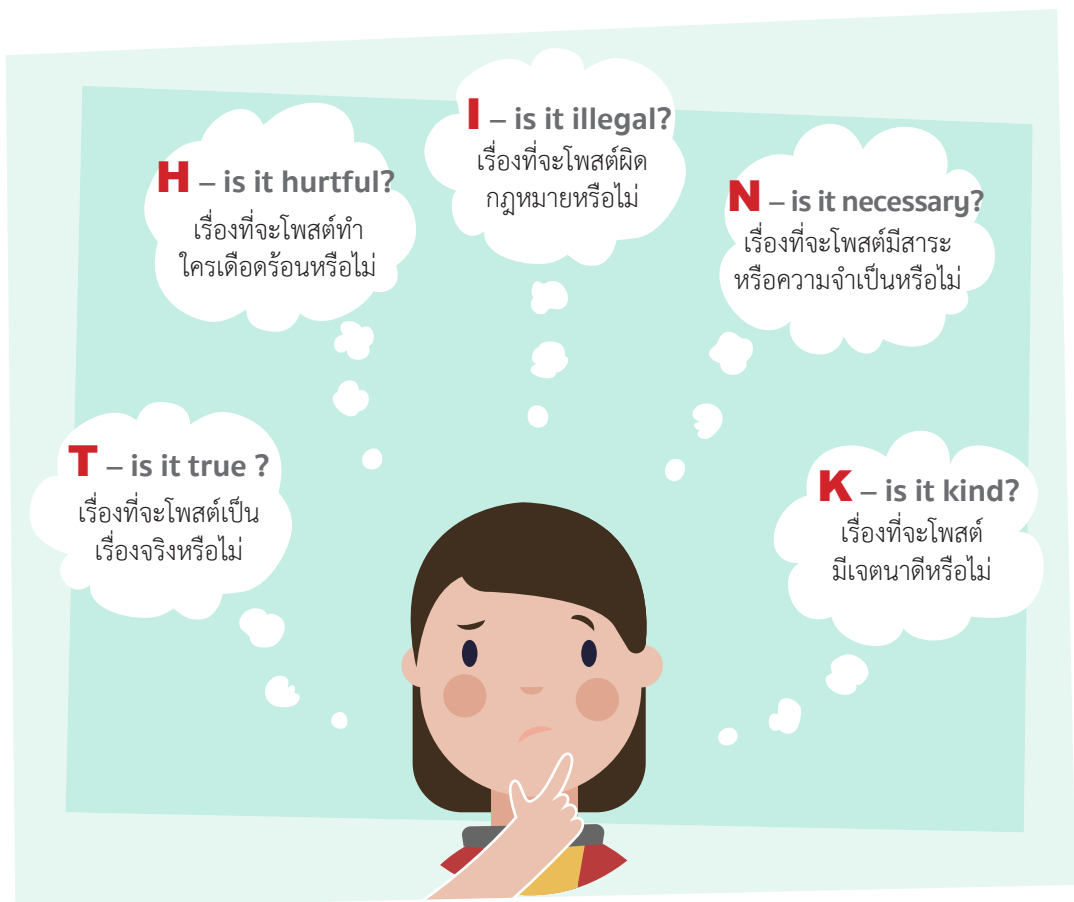 T – is it true ?
เรื่องที่จะโพสต์เป็น
เรื่องจริงหรือไม่
H – is it hurtful?
เรื่องที่จะโพสต์ทำ
ใครเดือดร้อนหรือไม่
I – is it illegal?
เรื่องที่จะโพสต์ผิด
กฎหมายหรือไม่
N – is it necessary?
เรื่องที่จะโพสต์มีสาระ
หรือความจำเป็นหรือไม่
K – is it kind?
เรื่องที่จะโพสต์
มีเจตนาดีหรือไม่